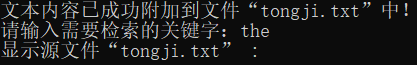 文本内容已成功附加到文件“tongji.txt”中!
请输入需要检索的关键字: the
显示源文件“tongji.txt” :